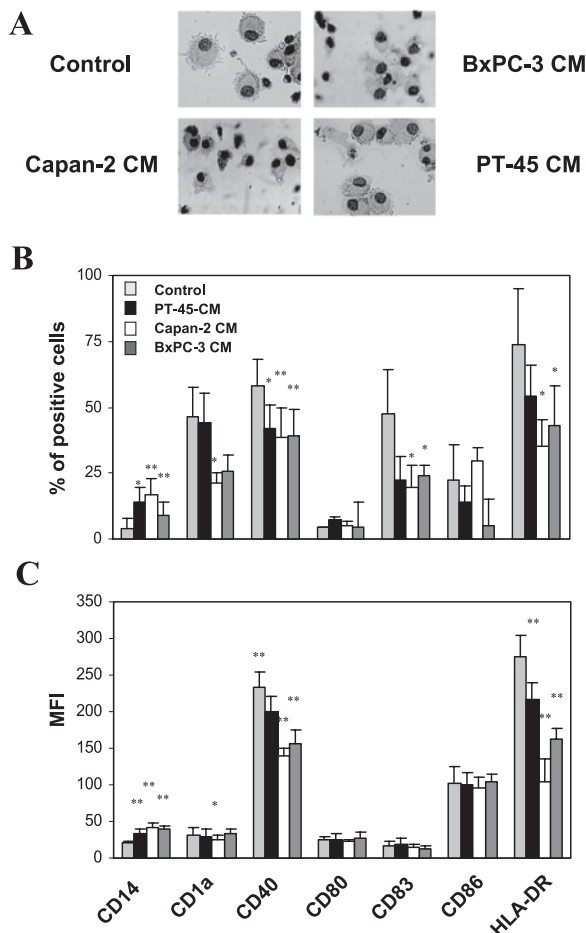 A
Control
BxPC-3 CM
Capan-2 CM
PT-45 CM
B
% of positive cells
100
75
50
25
0
Control
PT-45-CM
Capan-2 CM
BxPC-3 CM
* ** ** * * ** ** * * * *
C
MFI
350
300
250
200
150
100
50
0
** ** ** * ** ** ** ** ** **
CD14
CD1a
CD40
CD80
CD83
CD86
HLA-DR